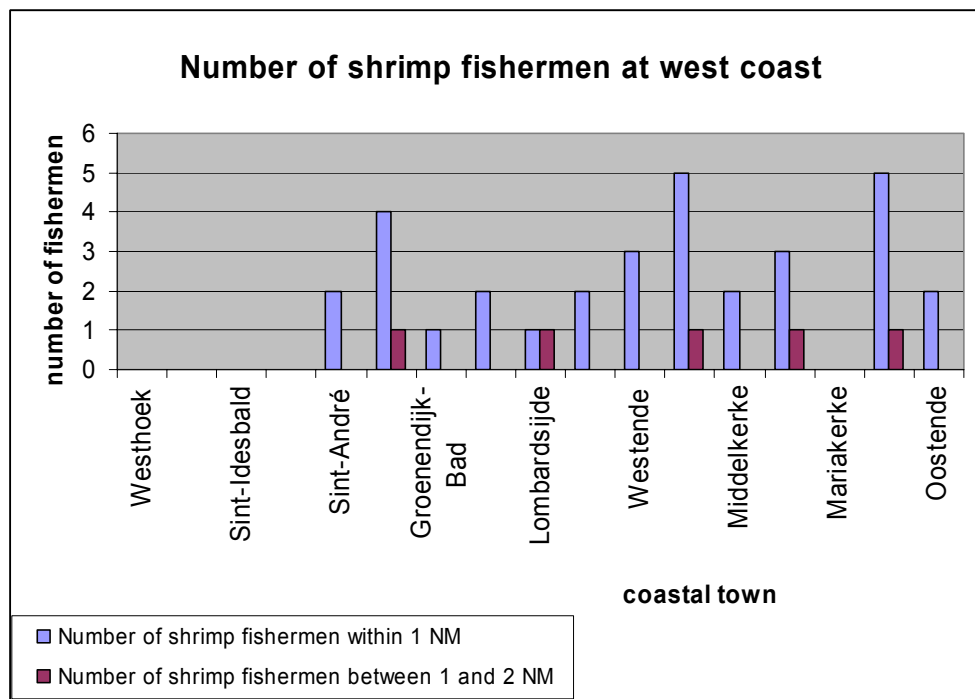 Number of shrimp fishermen at west coast
number of fishermen
6
5
4
3
2
1
0
Westhoek
Sint-Idesbald
Sint-André
Groenendijk-
Bad
Lombardsijde
Westende
Middelkerke
Mariakerke
Oostende
coastal town
Number of shrimp fishermen within 1 NM
Number of shrimp fishermen between 1 and 2 NM